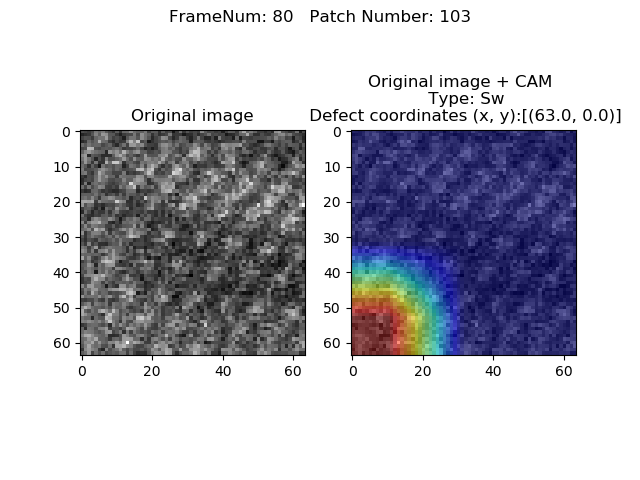 FrameNum: 80   Patch Number: 103
Original image
Original image + CAM
Type: Sw
Defect coordinates (x, y):[(63.0, 0.0)]
0
10
20
30
40
50
60
0 20 40 60
0
10
20
30
40
50
60
0 20 40 60